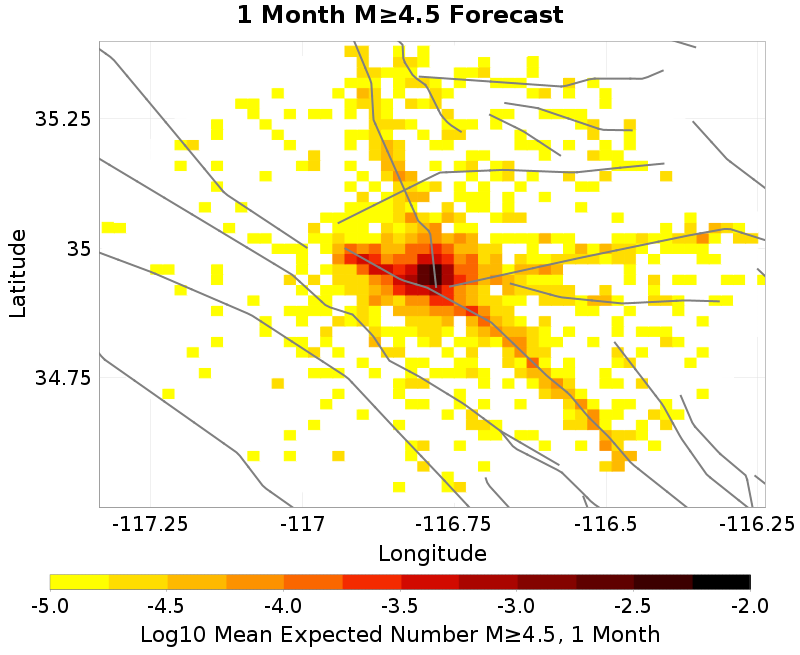 1 Month M≥4.5 Forecast
35.25
35
34.75
Latitude
-117.25 -117 -116.75 -116.5 -116.25
Longitude
-5.0 -4.5 -4.0 -3.5 -3.0 -2.5 -2.0
Log10 Mean Expected Number M≥4.5, 1 Month